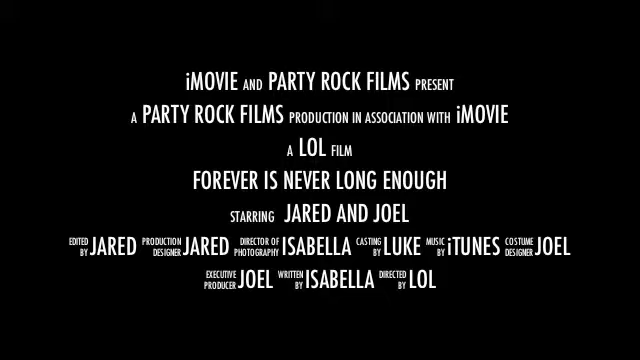 iMOVIE AND PARTY ROCK FILMS PRESENT
A PARTY ROCK FILMS PRODUCTION IN ASSOCIATION WITH iMOVIE
A LOL FILM
FOREVER IS NEVER LONG ENOUGH
STARRING JARED AND JOEL
EDITED BY JARED PRODUCTION DESIGNER JARED DIRECTOR OF PHOTOGRAPHY ISABELLA CASTING BY LUKE MUSIC BY iTUNES COSTUME DESIGNER JOEL
EXECUTIVE PRODUCER JOEL WRITTEN BY ISABELLA DIRECTED BY LOL